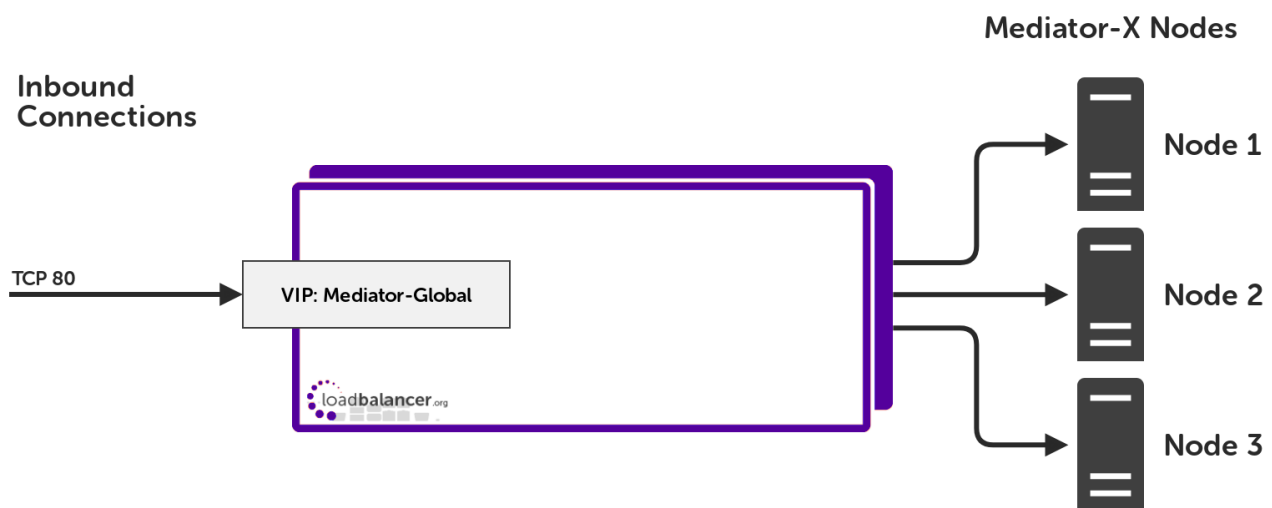 Mediator-X Nodes
Inbound
Connections
Node 1
TCP 80
VIP: Mediator-Global
Node 2
loadbalancer.org
Node 3